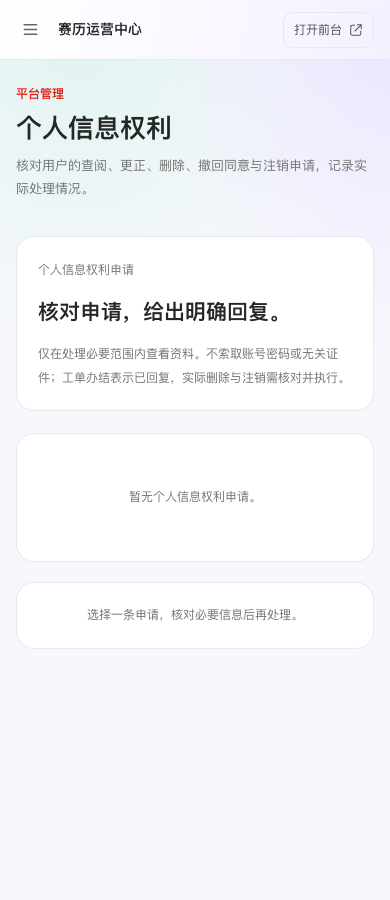 赛历运营中心
打开前台
平台管理
个人信息权利
核对用户的查阅、更正、删除、撤回同意与注销申请，记录实
际处理情况。
个人信息权利申请
核对申请，给出明确回复。
仅在处理必要范围内查看资料。不索取账号密码或无关证
件；工单办结表示已回复，实际删除与注销需核对并执行。
暂无个人信息权利申请。
选择一条申请，核对必要信息后再处理。